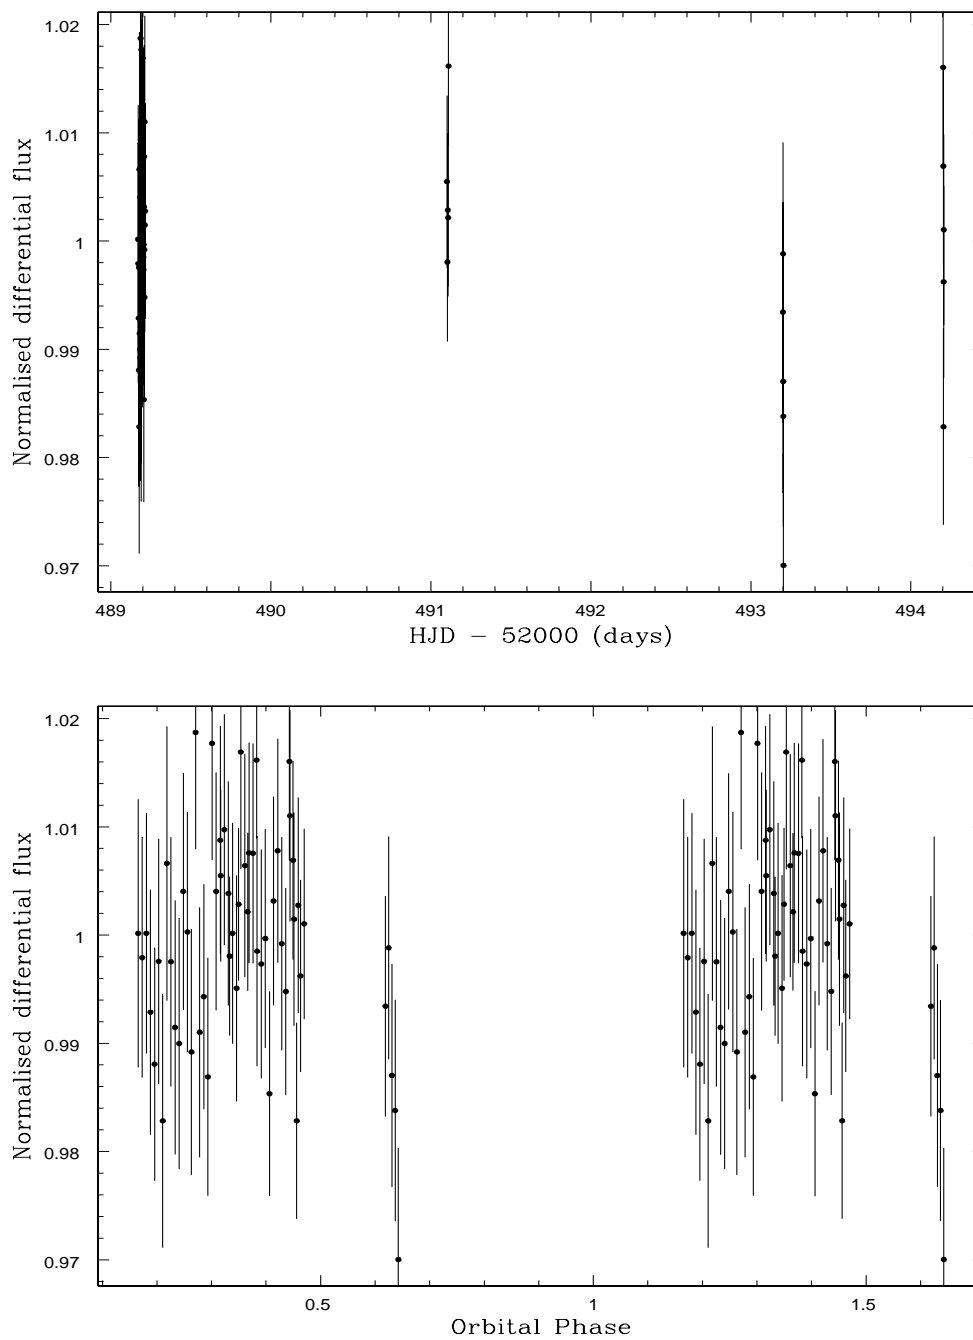 1.02
1.01
1
0.99
0.98
0.97
Normalised differential flux
489 490 491 492 493 494
HJD − 52000 (days)
1.02
1.01
1
0.99
0.98
0.97
Normalised differential flux
0.5 1 1.5
Orbital Phase